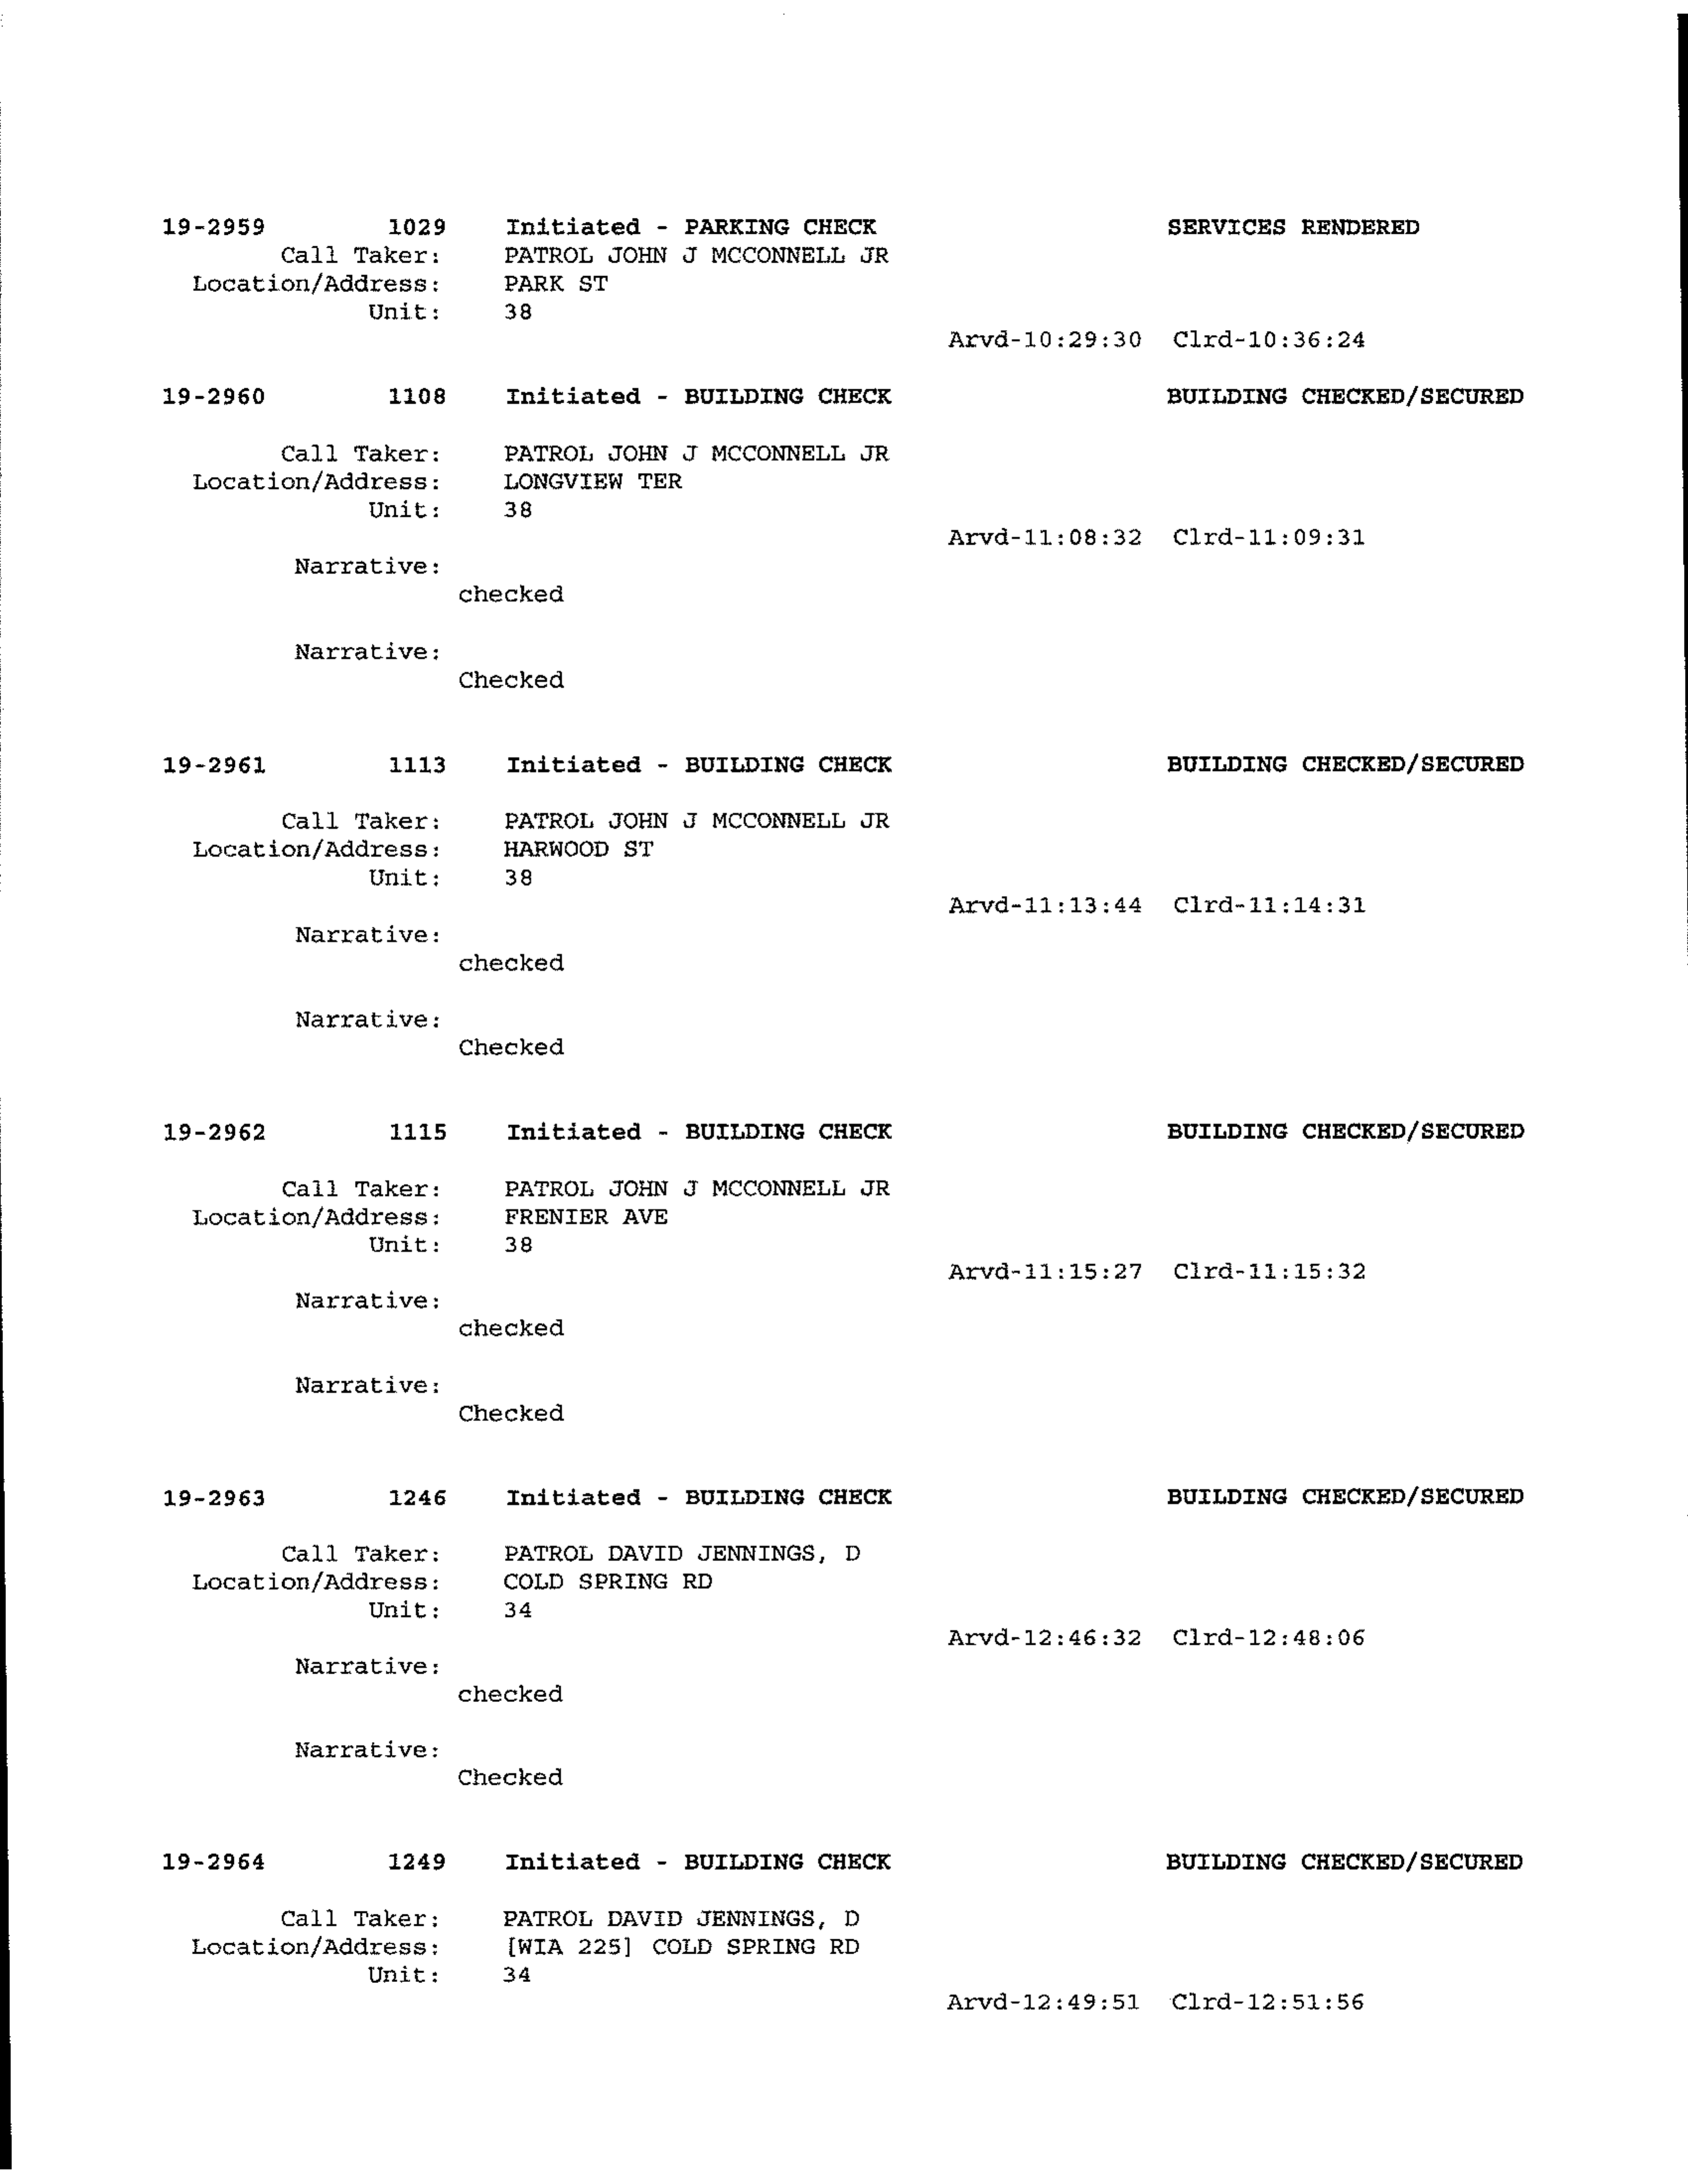 19-2959 1029 Initiated - PARKING CHECK SERVICES RENDERED
Call Taker: PATROL JOHN J MCCONNELL JR
Location/Address: PARK ST
Unit: 38
Arvd-10:29:30 Clrd-10:36:24
19-2960 1108 Initiated - BUILDING CHECK BUILDING CHECKED/SECURED
Call Taker: PATROL JOHN J MCCONNELL JR
Location/Address: LONGVIEW TER
Unit: 38
Arvd-11:08:32 Clrd-11:09:31
Narrative:
checked
Narrative:
Checked
19-2961 1113 Initiated - BUILDING CHECK BUILDING CHECKED/SECURED
Call Taker: PATROL JOHN J MCCONNELL JR
Location/Address: HARWOOD ST
Unit: 38
Arvd-11:13:44 Clrd-11:14:31
Narrative:
checked
Narrative:
Checked
19-2962 1115 Initiated - BUILDING CHECK BUILDING CHECKED/SECURED
Call Taker: PATROL JOHN J MCCONNELL JR
Location/Address: FRENIER AVE
Unit: 38
Arvd-11:15:27 Clrd-11:15:32
Narrative:
checked
Narrative:
Checked
19-2963 1246 Initiated - BUILDING CHECK BUILDING CHECKED/SECURED
Call Taker: PATROL DAVID JENNINGS, D
Location/Address: COLD SPRING RD
Unit: 34
Arvd-12:46:32 Clrd-12:48:06
Narrative:
checked
Narrative:
Checked
19-2964 1249 Initiated - BUILDING CHECK BUILDING CHECKED/SECURED
Call Taker: PATROL DAVID JENNINGS, D
Location/Address: [WIA 225] COLD SPRING RD
Unit: 34
Arvd-12:49:51 Clrd-12:51:56